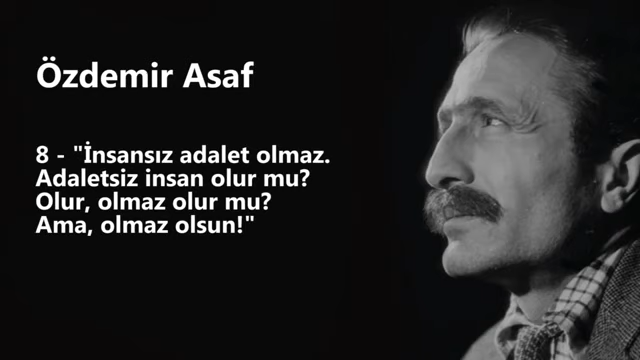 Özdemir Asaf
8 - "İnsansız adalet olmaz.
Adaletsiz insan olur mu?
Olur, olmaz olur mu?
Ama, olmaz olsun!"